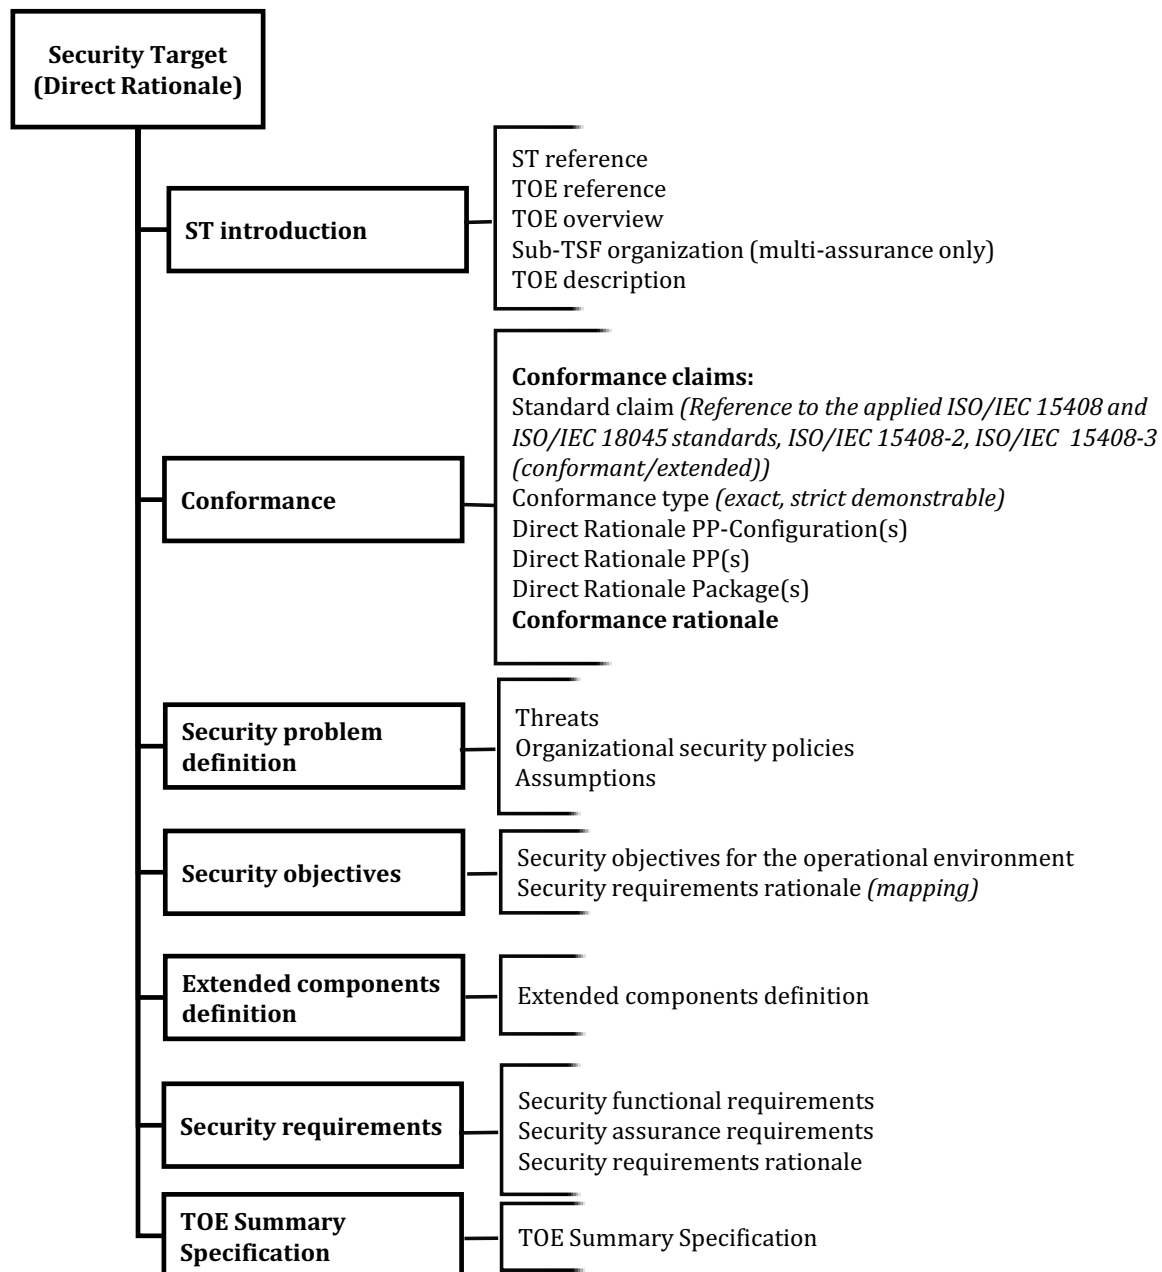 Security Target
(Direct Rationale)
ST introduction
ST reference
TOE reference
TOE overview
Sub-TSF organization (multi-assurance only)
TOE description
Conformance
Conformance claims:
Standard claim (Reference to the applied ISO/IEC 15408 and
ISO/IEC 18045 standards, ISO/IEC 15408-2, ISO/IEC 15408-3
(conformant/extended))
Conformance type (exact, strict demonstrable)
Direct Rationale PP-Configuration(s)
Direct Rationale PP(s)
Direct Rationale Package(s)
Conformance rationale
Security problem
definition
Threats
Organizational security policies
Assumptions
Security objectives
Security objectives for the operational environment
Security requirements rationale (mapping)
Extended components
definition
Extended components definition
Security requirements
Security functional requirements
Security assurance requirements
Security requirements rationale
TOE Summary
Specification
TOE Summary Specification